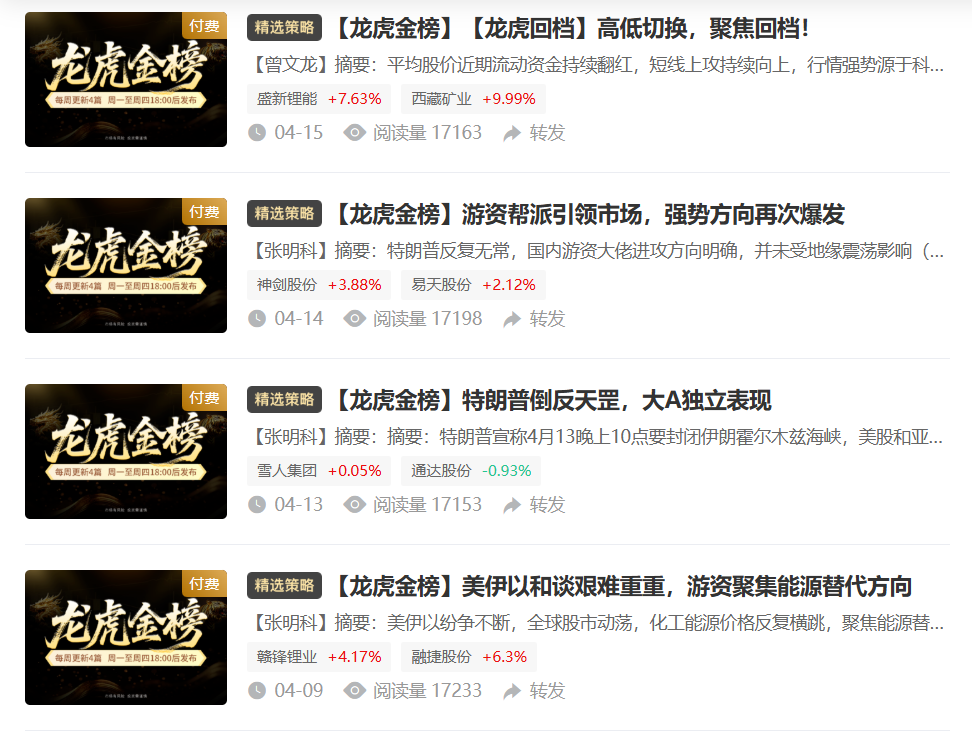 付费
龙虎金榜
每周更新4篇 周一至周四18:00后发布
精选策略 【龙虎金榜】【龙虎回档】高低切换，聚焦回档！
【曾文龙】摘要：平均股价近期流动资金持续翻红，短线上攻持续向上，行情强势源于科...
盛新锂能 +7.63% 西藏矿业 +9.99%
04-15 阅读量 17163 转发
付费
龙虎金榜
每周更新4篇 周一至周四18:00后发布
精选策略 【龙虎金榜】游资帮派引领市场，强势方向再次爆发
【张明科】摘要：特朗普反复无常，国内游资大佬进攻方向明确，并未受地缘震荡影响（...
神剑股份 +3.88% 易天股份 +2.12%
04-14 阅读量 17198 转发
付费
龙虎金榜
每周更新4篇 周一至周四18:00后发布
精选策略 【龙虎金榜】特朗普倒反天罡，大A独立表现
【张明科】摘要：摘要：特朗普宣称4月13晚上10点要封闭伊朗霍尔木兹海峡，美股和亚...
雪人集团 +0.05% 通达股份 -0.93%
04-13 阅读量 17153 转发
付费
龙虎金榜
每周更新4篇 周一至周四18:00后发布
精选策略 【龙虎金榜】美伊以和谈艰难重重，游资聚集能源替代方向
【张明科】摘要：美伊以纷争不断，全球股市动荡，化工能源价格反复横跳，聚焦能源替...
赣锋锂业 +4.17% 融捷股份 +6.3%
04-09 阅读量 17233 转发